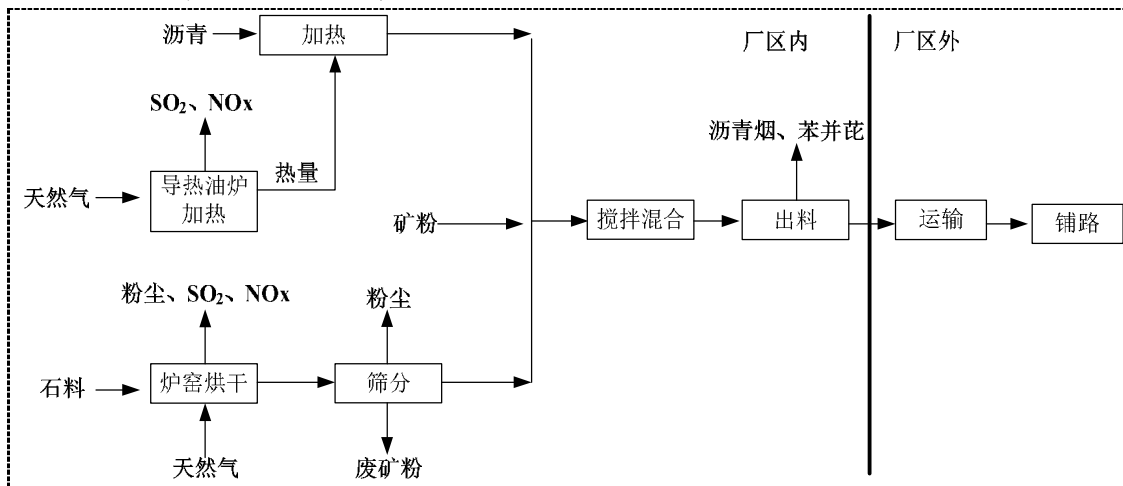 沥青
加热
厂区内
厂区外
SO₂、NOx
沥青烟、苯并芘
天然气
导热油炉
加热
热量
矿粉
搅拌混合
出料
运输
铺路
粉尘、SO₂、NOx
粉尘
石料
炉窑烘干
筛分
天然气
废矿粉